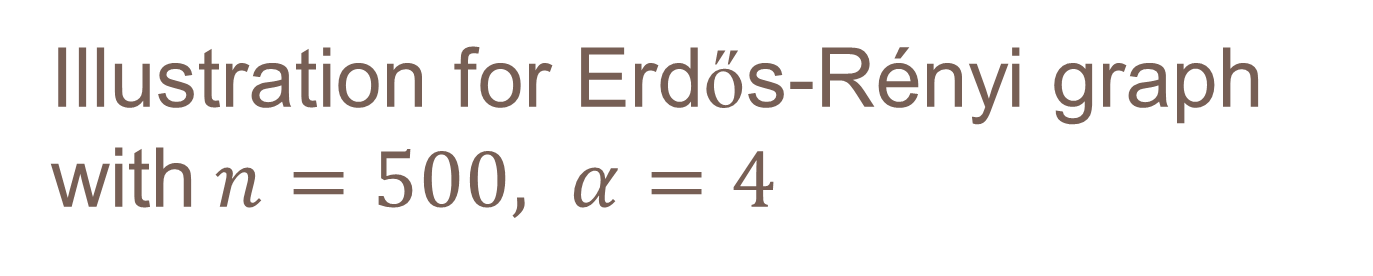 Illustration for Erdős-Rényi graph
with n = 500, α = 4